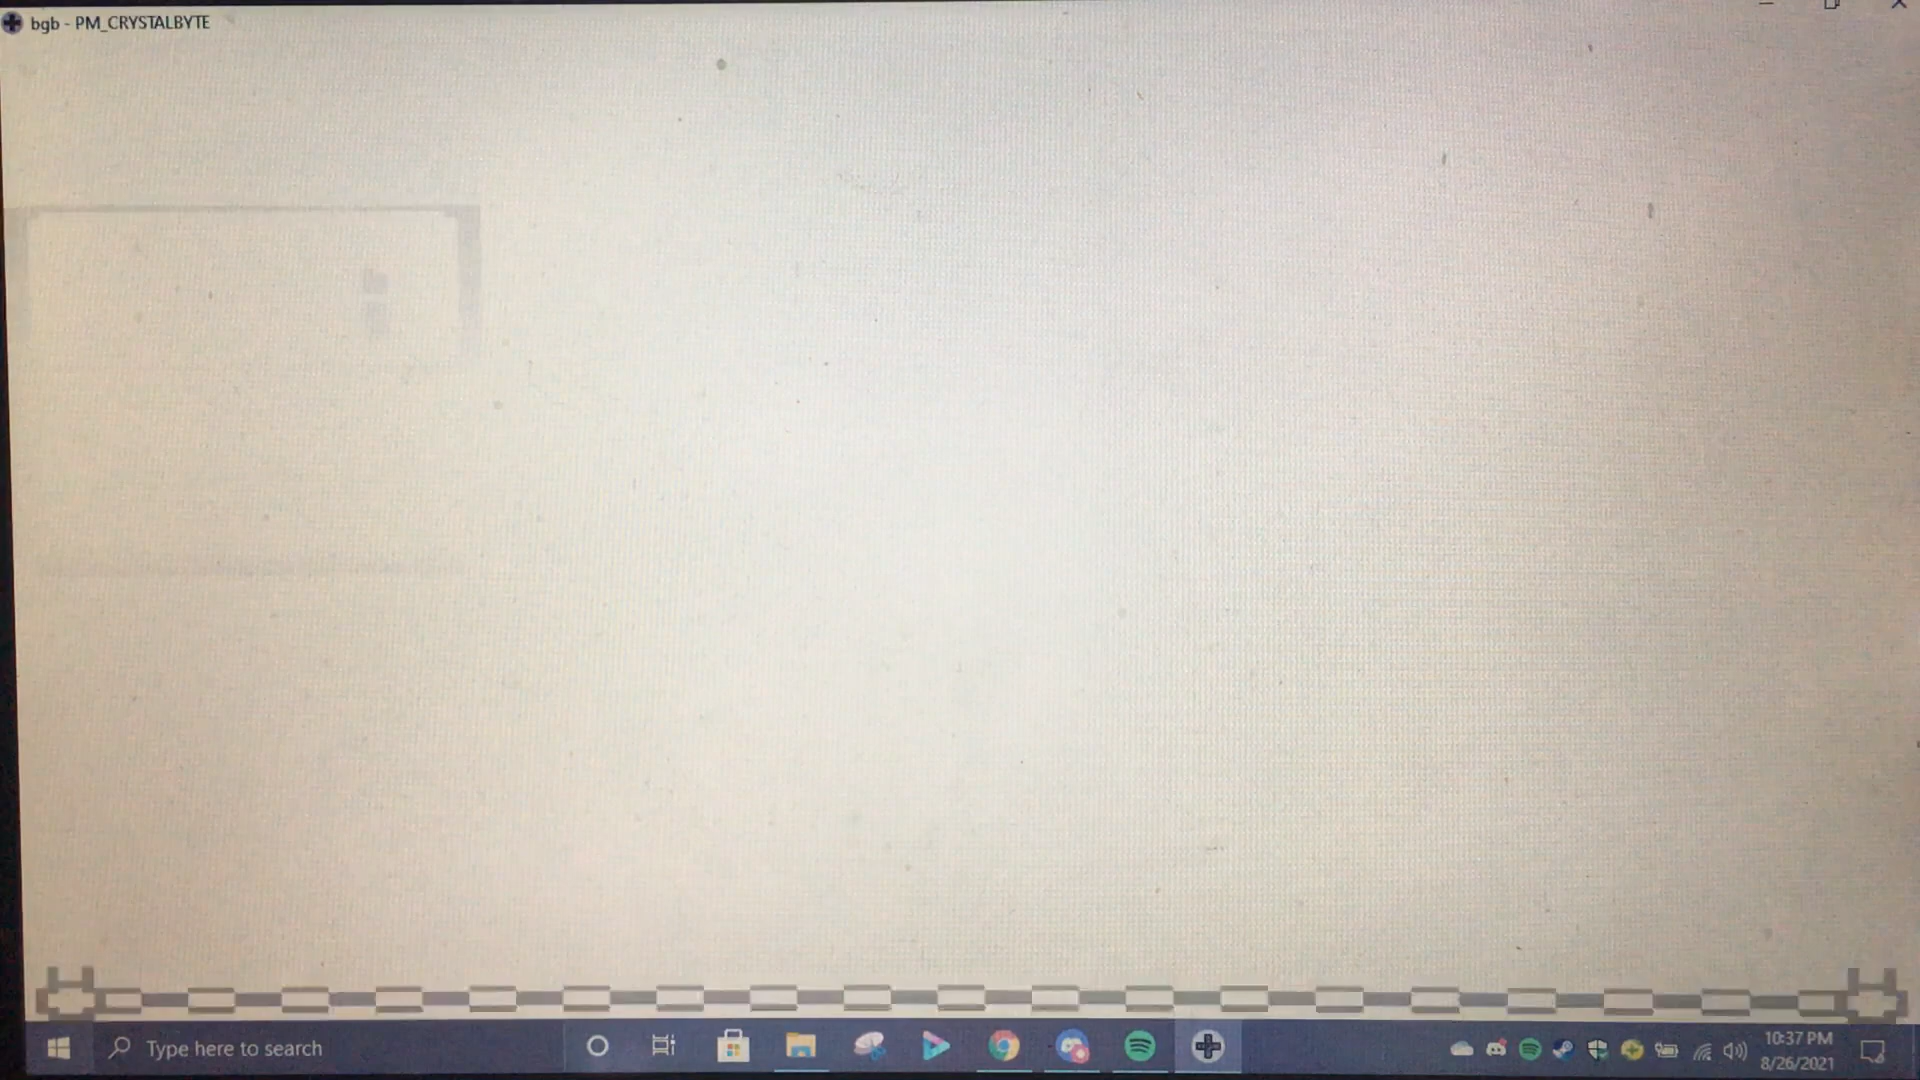 bgb - PM_CRYSTALBYTE
Type here to search
10:37 PM
8/26/2021